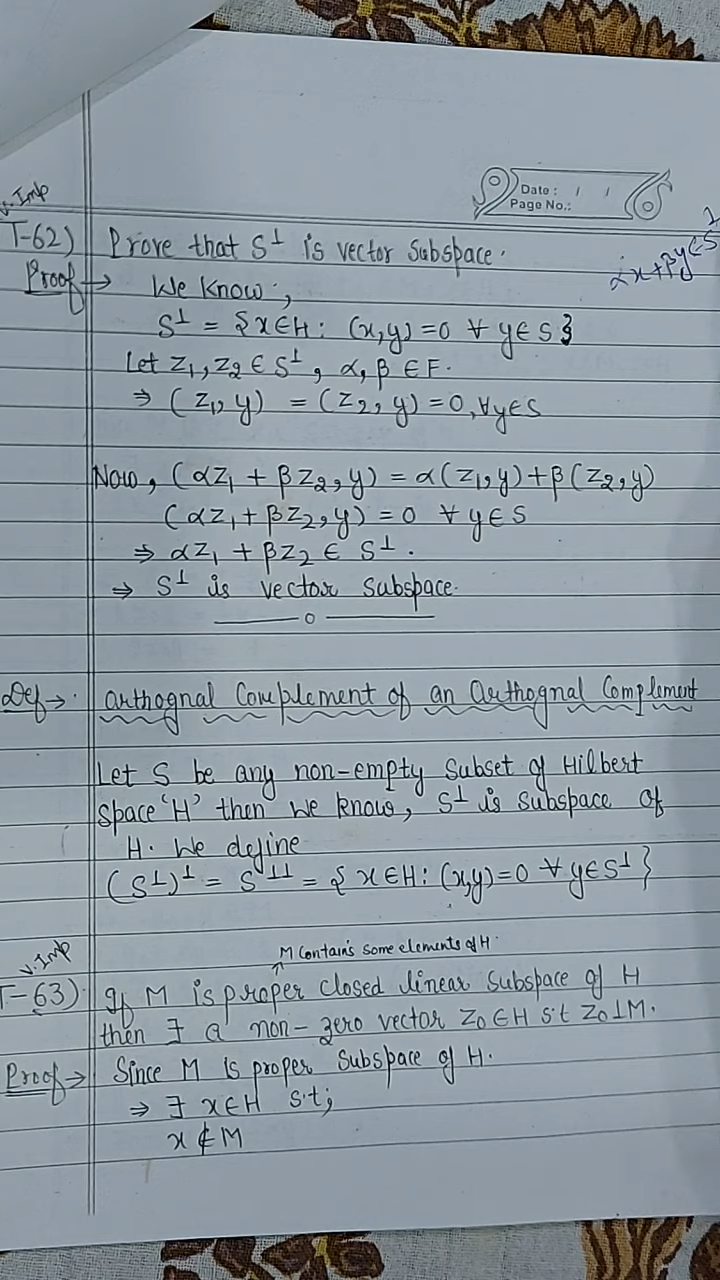 Date : / /
Page No.:
v. Imp
T-62) Prove that S⊥ is vector subspace.
αx+βy∈S⊥
Proof → We know;
S⊥ = {x∈H : (x,y)=0 ∀ y∈S}
Let z₁, z₂ ∈ S⊥, α, β ∈ F.
⇒ (z₁, y) = (z₂, y) = 0, ∀y∈S
Now, (αz₁ + βz₂, y) = α(z₁, y) + β(z₂, y)
(αz₁ + βz₂, y) = 0 ∀ y∈S
⇒ αz₁ + βz₂ ∈ S⊥.
⇒ S⊥ is vector subspace.
Def → Orthognal Complement of an Orthognal Complement
Let S be any non-empty subset of Hilbert
space 'H' then we know, S⊥ is subspace of
H. We define
(S⊥)⊥ = S⊥⊥ = {x∈H : (x,y)=0 ∀ y∈S⊥}
v. Imp
M contain's some elements of H.
T-63) If M is proper closed linear subspace of H
then ∃ a non-zero vector z₀∈H s.t z₀⊥M.
Proof → Since M is proper subspace of H.
⇒ ∃ x∈H s.t;
x∉M